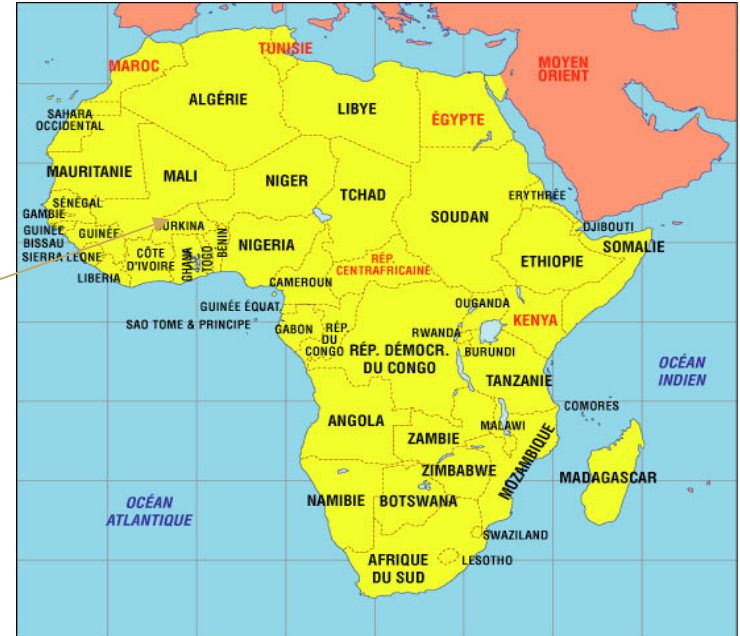 TUNISIE
MAROC
MOYEN
ORIENT
ALGÉRIE
LIBYE
ÉGYPTE
SAHARA
OCCIDENTAL
MAURITANIE
MALI
NIGER
TCHAD
SOUDAN
ERYTHRÉE
SÉNÉGAL
GAMBIE
GUINÉE
BISSAU
GUINÉE
BURKINA
BÉNIN
NIGERIA
DJIBOUTI
SOMALIE
SIERRA LEONE
CÔTE
D'IVOIRE
GHANA
TOGO
RÉP.
CENTRAFRICAINE
ETHIOPIE
LIBERIA
CAMEROUN
GUINÉE ÉQUAT.
OUGANDA
KENYA
SAO TOME & PRINCIPE
GABON
RÉP.
DU
CONGO
RWANDA
RÉP. DÉMOCR.
DU CONGO
BURUNDI
OCÉAN
INDIEN
TANZANIE
COMORES
ANGOLA
MALAWI
ZAMBIE
MOZAMBIQUE
ZIMBABWE
MADAGASCAR
OCÉAN
ATLANTIQUE
NAMIBIE
BOTSWANA
SWAZILAND
AFRIQUE
DU SUD
LESOTHO